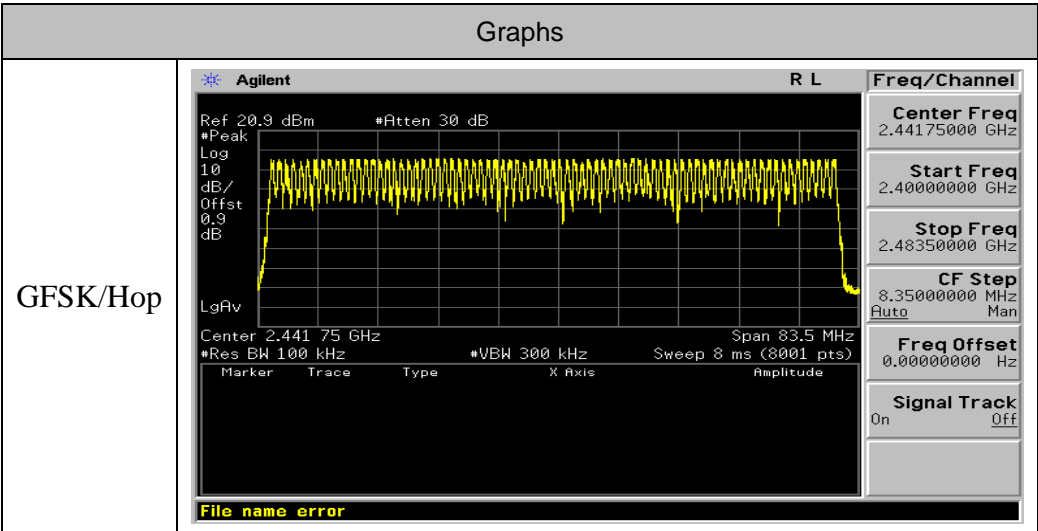 Graphs
GFSK/Hop
Agilent
R L
Ref 20.9 dBm #Atten 30 dB
#Peak
Log
10
dB/
Offst
0.9
dB
LgAv
Center 2.441 75 GHz Span 83.5 MHz
#Res BW 100 kHz #VBW 300 kHz Sweep 8 ms (8001 pts)
Marker Trace Type X Axis Amplitude
File name error
Freq/Channel
Center Freq
2.44175000 GHz
Start Freq
2.40000000 GHz
Stop Freq
2.48350000 GHz
CF Step
8.35000000 MHz
Auto Man
Freq Offset
0.00000000 Hz
Signal Track
On Off